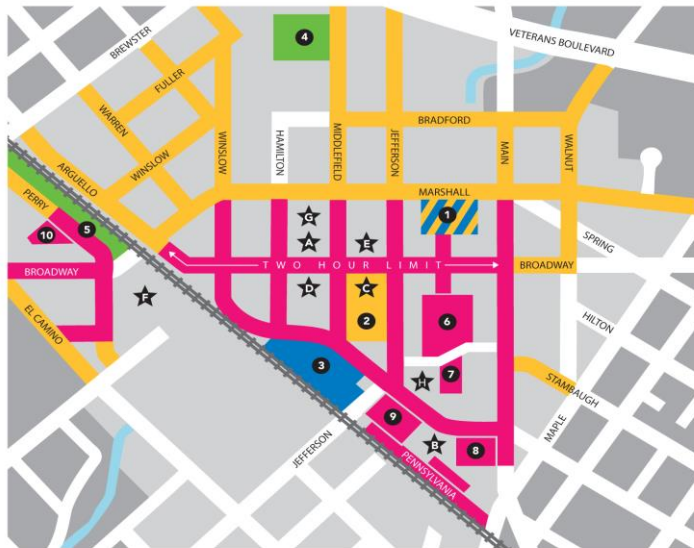 4
BREWSTER
VETERANS BOULEVARD
FULLER
WARREN
WINSLOW
WINSLOW
HAMILTON
MIDDLEFIELD
JEFFERSON
BRADFORD
MAIN
WALNUT
ARGUELLO
MARSHALL
PERRY
5
10
G
A
E
1
SPRING
BROADWAY
TWO HOUR LIMIT
BROADWAY
F
D
C
2
6
HILTON
EL CAMINO
3
H
7
STAMBAUGH
9
B
8
MAPLE
JEFFERSON
PENNSYLVANIA